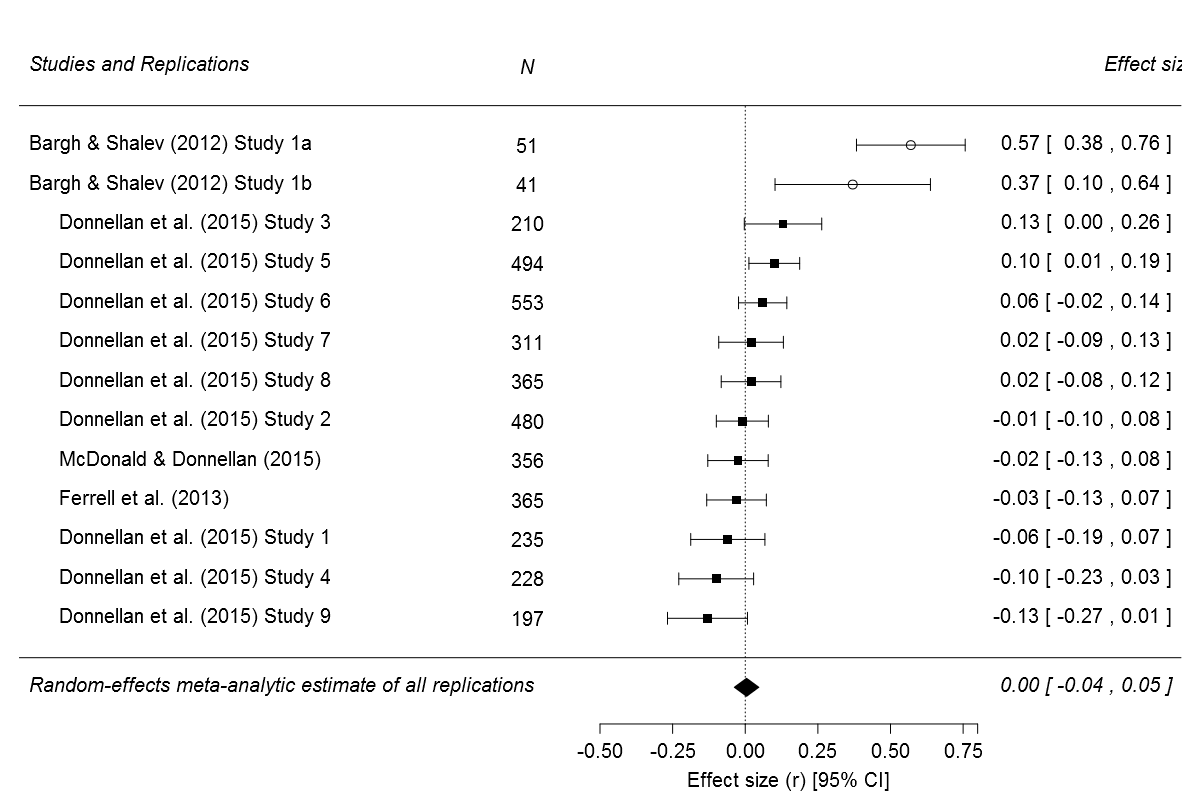 Studies and Replications N Effect siz
Bargh & Shalev (2012) Study 1a 51 0.57 [ 0.38 , 0.76 ]
Bargh & Shalev (2012) Study 1b 41 0.37 [ 0.10 , 0.64 ]
Donnellan et al. (2015) Study 3 210 0.13 [ 0.00 , 0.26 ]
Donnellan et al. (2015) Study 5 494 0.10 [ 0.01 , 0.19 ]
Donnellan et al. (2015) Study 6 553 0.06 [ -0.02 , 0.14 ]
Donnellan et al. (2015) Study 7 311 0.02 [ -0.09 , 0.13 ]
Donnellan et al. (2015) Study 8 365 0.02 [ -0.08 , 0.12 ]
Donnellan et al. (2015) Study 2 480 -0.01 [ -0.10 , 0.08 ]
McDonald & Donnellan (2015) 356 -0.02 [ -0.13 , 0.08 ]
Ferrell et al. (2013) 365 -0.03 [ -0.13 , 0.07 ]
Donnellan et al. (2015) Study 1 235 -0.06 [ -0.19 , 0.07 ]
Donnellan et al. (2015) Study 4 228 -0.10 [ -0.23 , 0.03 ]
Donnellan et al. (2015) Study 9 197 -0.13 [ -0.27 , 0.01 ]
Random-effects meta-analytic estimate of all replications 0.00 [ -0.04 , 0.05 ]
-0.50 -0.25 0.00 0.25 0.50 0.75
Effect size (r) [95% CI]